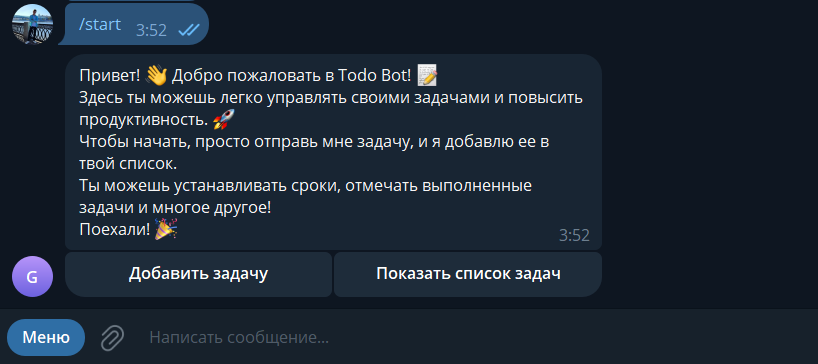 /start 3:52
Привет! 👋 Добро пожаловать в Todo Bot! 📝
Здесь ты можешь легко управлять своими задачами и повысить
продуктивность. 🚀
Чтобы начать, просто отправь мне задачу, и я добавлю ее в
твой список.
Ты можешь устанавливать сроки, отмечать выполненные
задачи и многое другое!
Поехали! 🎉
3:52
Добавить задачу
Показать список задач
G
Меню
Написать сообщение...